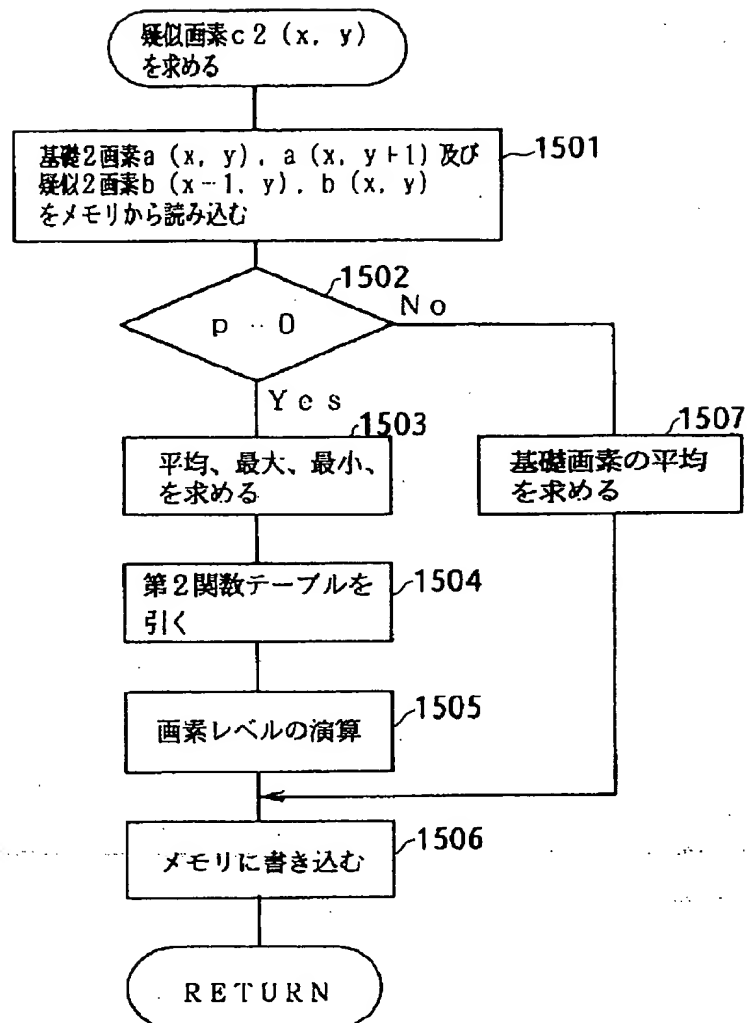 疑似画素c2 (x, y)
を求める
基礎2画素a (x, y), a (x, y+1) 及び
疑似2画素b (x-1, y), b (x, y)
をメモリから読み込む
1501
1502
p 0
No
Yes
1503
平均、最大、最小、
を求める
1507
基礎画素の平均
を求める
第2関数テーブルを
引く
1504
画素レベルの演算
1505
メモリに書き込む
1506
RETURN